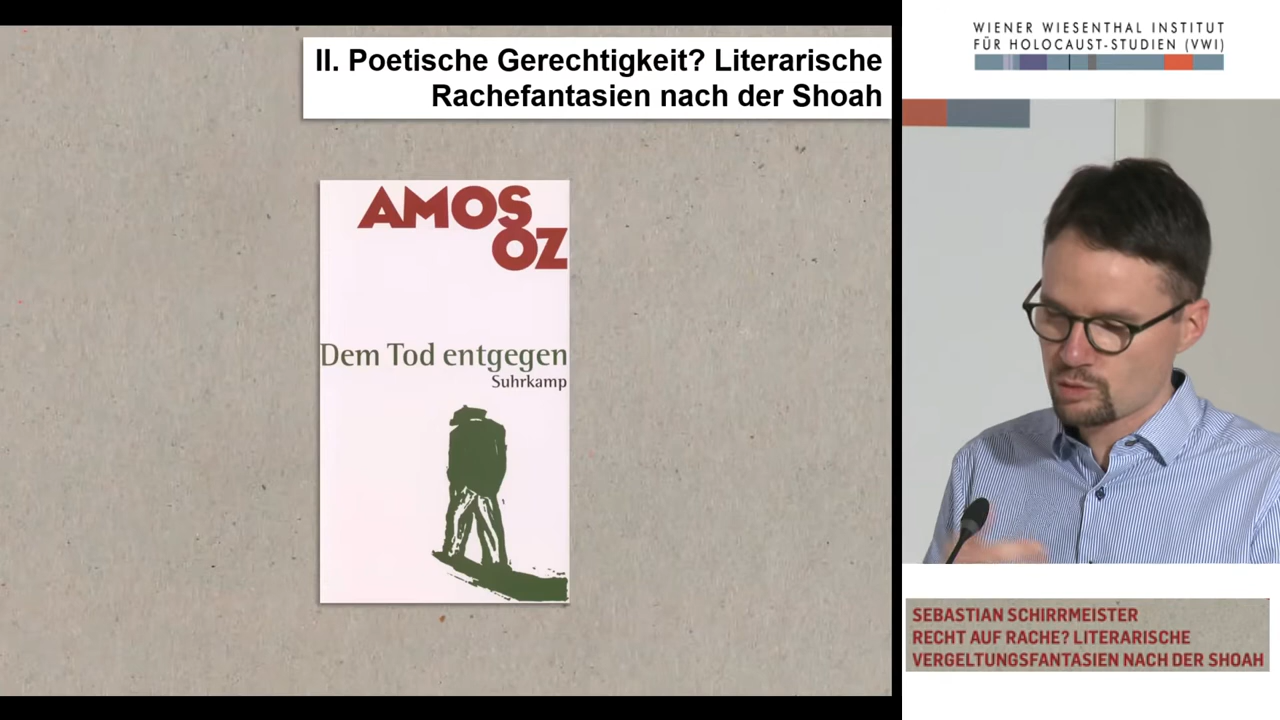 II. Poetische Gerechtigkeit? Literarische
Rachefantasien nach der Shoah
AMOS
OZ
Dem Tod entgegen
Suhrkamp
WIENER WIESENTHAL INSTITUT
FÜR HOLOCAUST-STUDIEN (VWI)
SEBASTIAN SCHIRRMEISTER
RECHT AUF RACHE? LITERARISCHE
VERGELTUNGSFANTASIEN NACH DER SHOAH